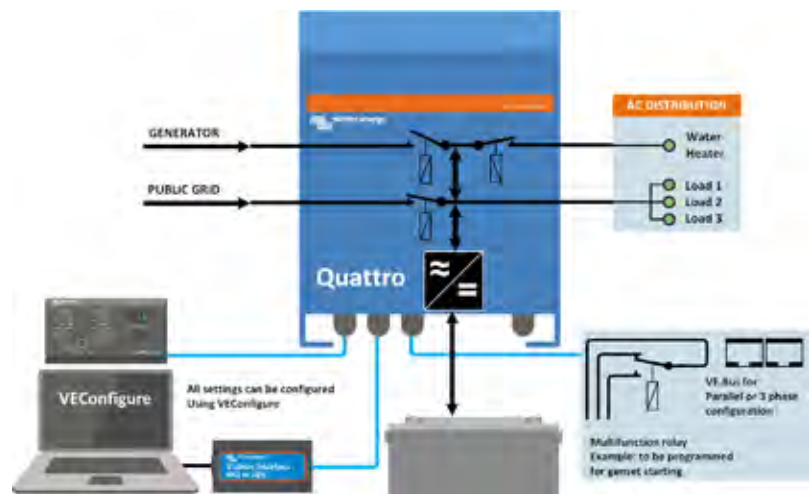 victron energy
GENERATOR
PUBLIC GRID
AC DISTRIBUTION
Water
Heater
Load 1
Load 2
Load 3
Quattro
VEConfigure
All settings can be configured
Using VEConfigure
VE.Bus for
Parallel or 3 phase
configuration
Multifunction relay
Example: to be programmed
for genset starting